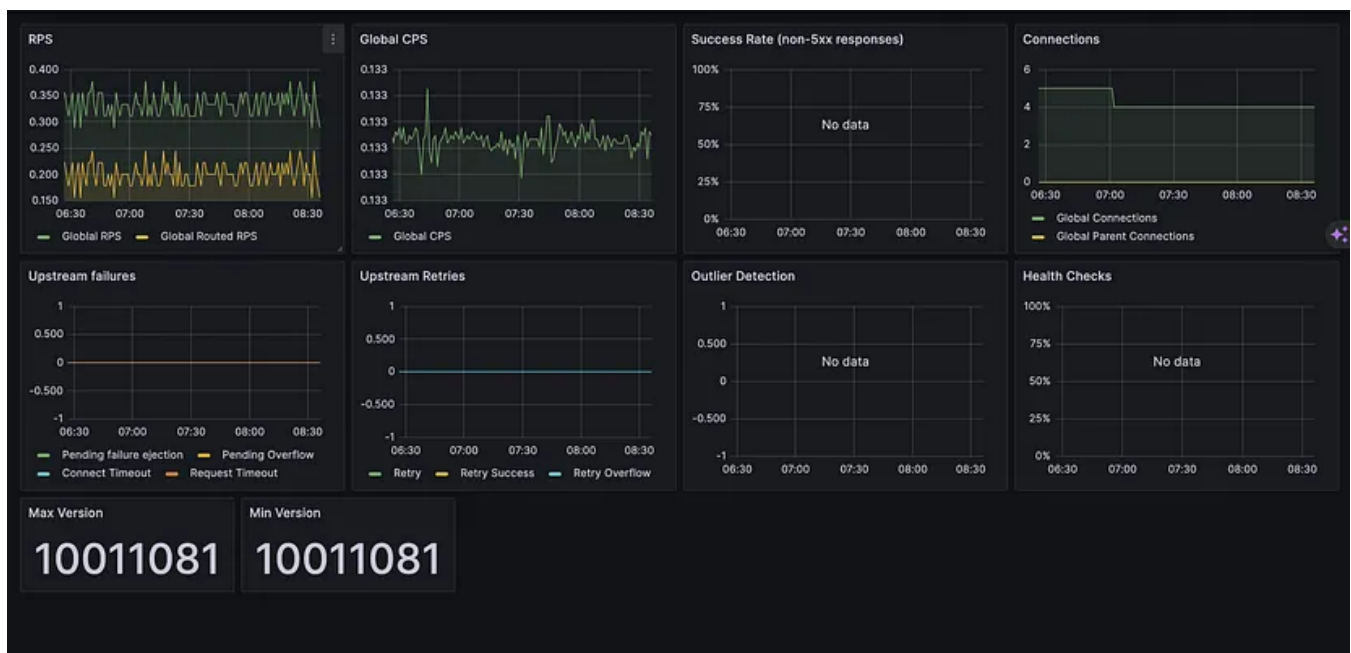 RPS
0.400
0.350
0.300
0.250
0.200
0.150
06:30 07:00 07:30 08:00 08:30
Globlal RPS Global Routed RPS
Global CPS
0.133
0.133
0.133
0.133
0.133
0.133
06:30 07:00 07:30 08:00 08:30
Global CPS
Success Rate (non-5xx responses)
100%
75%
50%
25%
0%
No data
06:30 07:00 07:30 08:00 08:30
Connections
6
4
2
0
06:30 07:00 07:30 08:00 08:30
Global Connections
Global Parent Connections
Upstream failures
1
0.500
0
-0.500
-1
06:30 07:00 07:30 08:00 08:30
Pending failure ejection Pending Overflow
Connect Timeout Request Timeout
Upstream Retries
1
0.500
0
-0.500
-1
06:30 07:00 07:30 08:00 08:30
Retry Retry Success Retry Overflow
Outlier Detection
1
0.500
0
-0.500
-1
No data
06:30 07:00 07:30 08:00 08:30
Health Checks
100%
75%
50%
25%
0%
No data
06:30 07:00 07:30 08:00 08:30
Max Version
10011081
Min Version
10011081